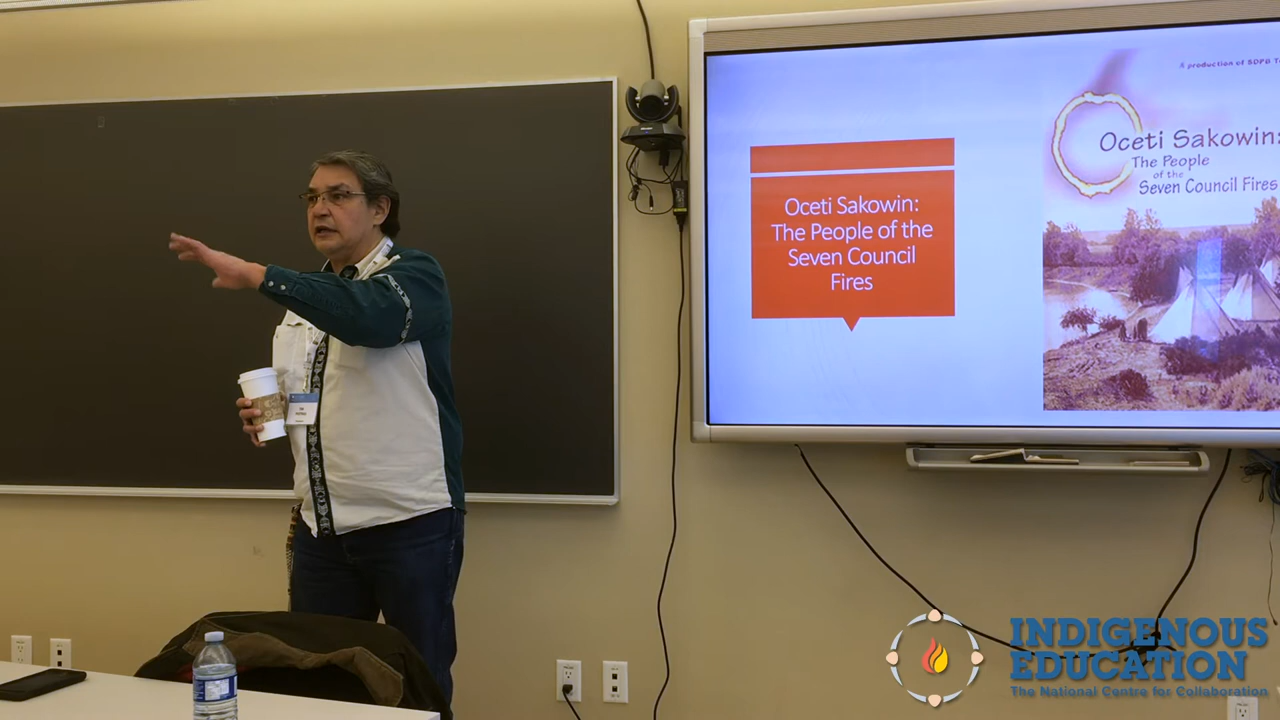 A production of SDPB T
Oceti Sakowin:
The People
of the
Seven Council Fires
Oceti Sakowin:
The People of the
Seven Council
Fires
INDIGENOUS
EDUCATION
The National Centre for Collaboration